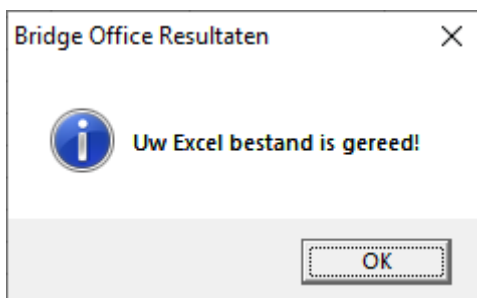 Bridge Office Resultaten
Uw Excel bestand is gereed!
OK